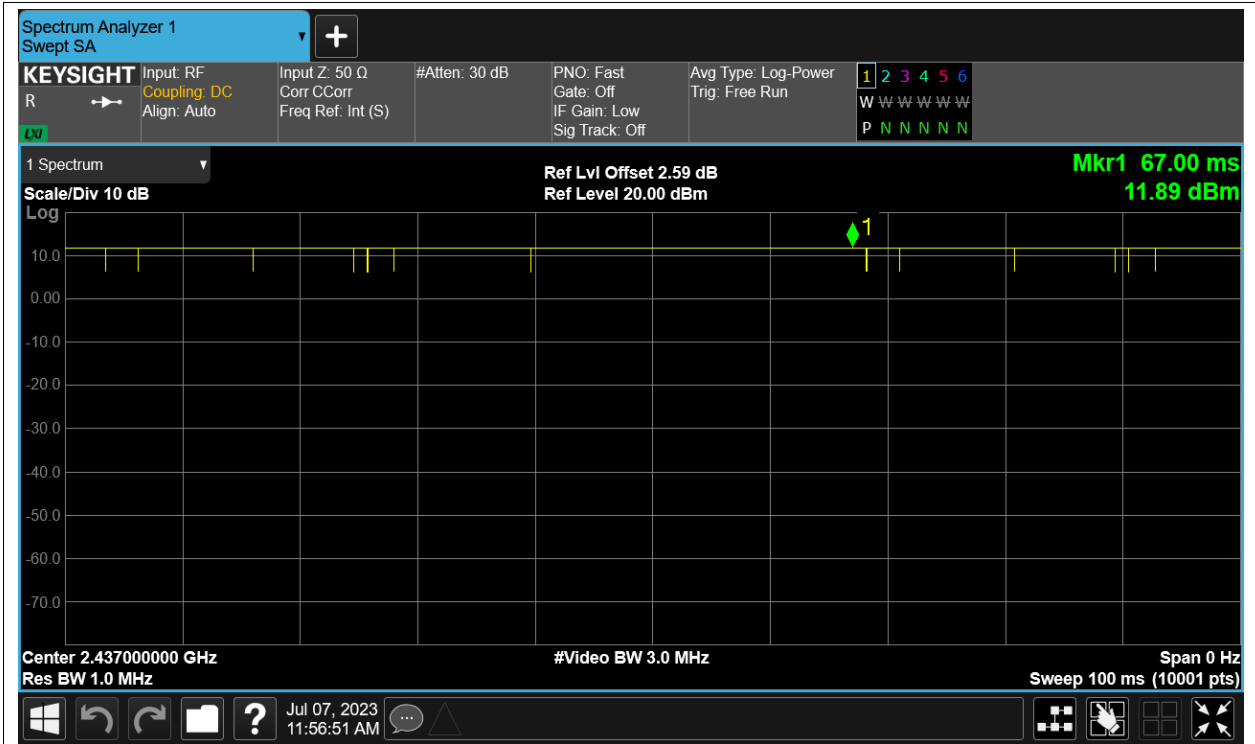 Spectrum Analyzer 1
Swept SA
KEYSIGHT
R
LXI
Input: RF
Coupling: DC
Align: Auto
Input Z: 50 Ω
Corr CCorr
Freq Ref: Int (S)
#Atten: 30 dB
PNO: Fast
Gate: Off
IF Gain: Low
Sig Track: Off
Avg Type: Log-Power
Trig: Free Run
1 2 3 4 5 6
W W W W W W
P N N N N N
1 Spectrum
Scale/Div 10 dB
Ref Lvl Offset 2.59 dB
Ref Level 20.00 dBm
Mkr1 67.00 ms
11.89 dBm
Log
1
10.0
0.00
-10.0
-20.0
-30.0
-40.0
-50.0
-60.0
-70.0
Center 2.437000000 GHz
Res BW 1.0 MHz
#Video BW 3.0 MHz
Span 0 Hz
Sweep 100 ms (10001 pts)
?
Jul 07, 2023
11:56:51 AM